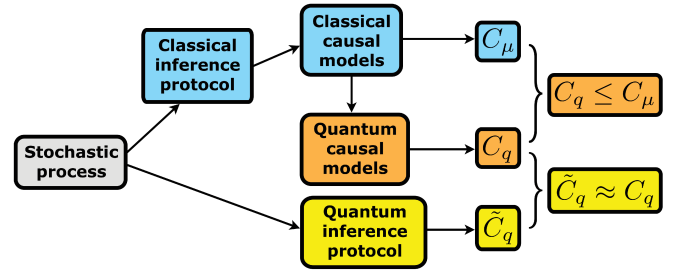 Stochastic
process
Classical
inference
protocol
Classical
causal
models
Quantum
causal
models
Quantum
inference
protocol
C_μ
C_q
C̃_q
C_q ≤ C_μ
C̃_q ≈ C_q